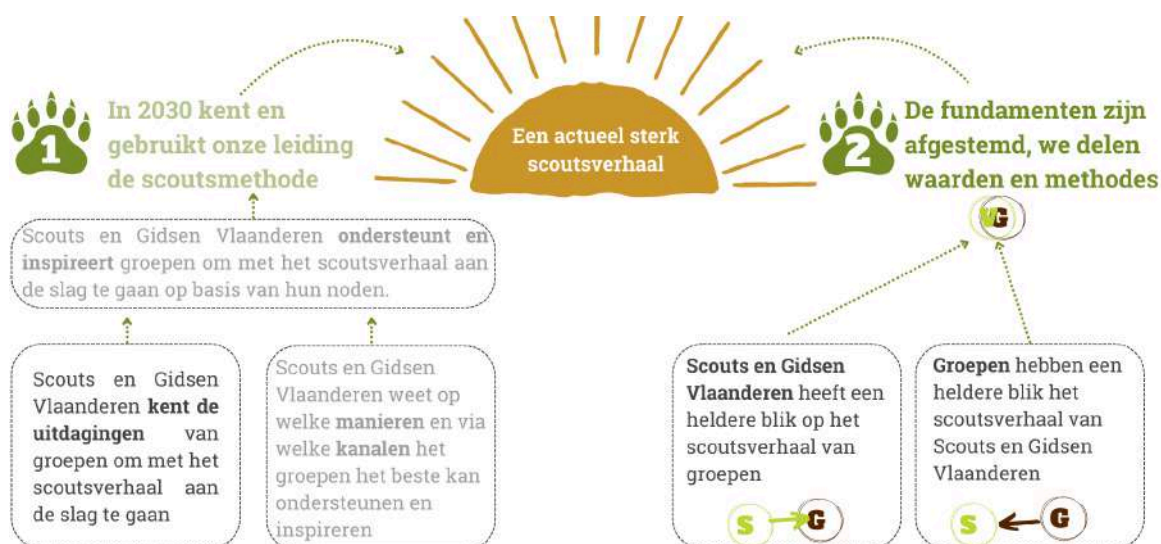 Een actueel sterk
scoutsverhaal
1
In 2030 kent en
gebruikt onze leiding
de scoutsmethode
Scouts en Gidsen Vlaanderen ondersteunt en
inspireert groepen om met het scoutsverhaal aan
de slag te gaan op basis van hun noden.
Scouts en Gidsen
Vlaanderen kent de
uitdagingen van
groepen om met het
scoutsverhaal aan
de slag te gaan
Scouts en Gidsen
Vlaanderen weet op
welke manieren en via
welke kanalen het
groepen het beste kan
ondersteunen en
inspireren
2
De fundamenten zijn
afgestemd, we delen
waarden en methodes
G
Scouts en Gidsen
Vlaanderen heeft een
heldere blik op het
scoutsverhaal van
groepen
S G
Groepen hebben een
heldere blik het
scoutsverhaal van
Scouts en Gidsen
Vlaanderen
S G